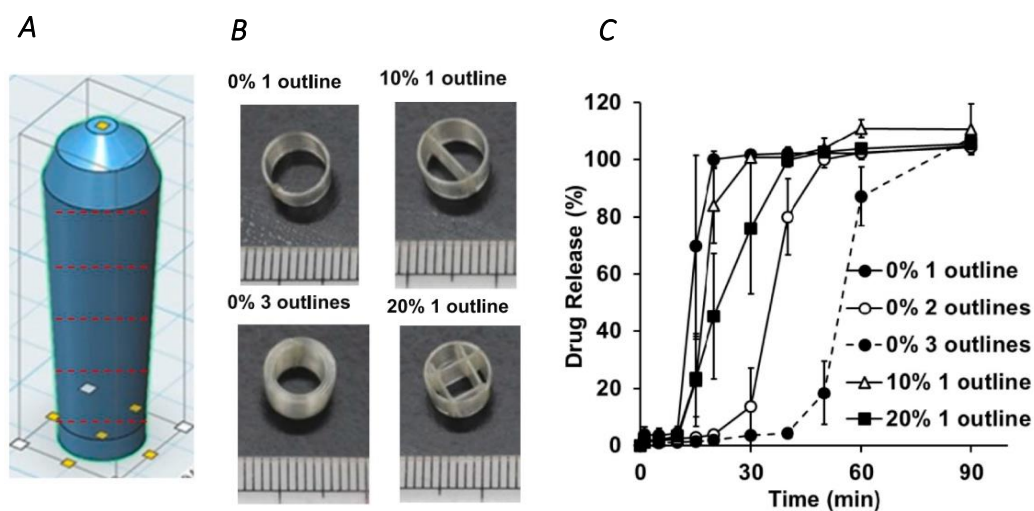 A
B
C
0% 1 outline
10% 1 outline
0% 3 outlines
20% 1 outline
120
100
80
60
40
20
0
Drug Release (%)
0
30
60
90
Time (min)
0% 1 outline
0% 2 outlines
0% 3 outlines
10% 1 outline
20% 1 outline